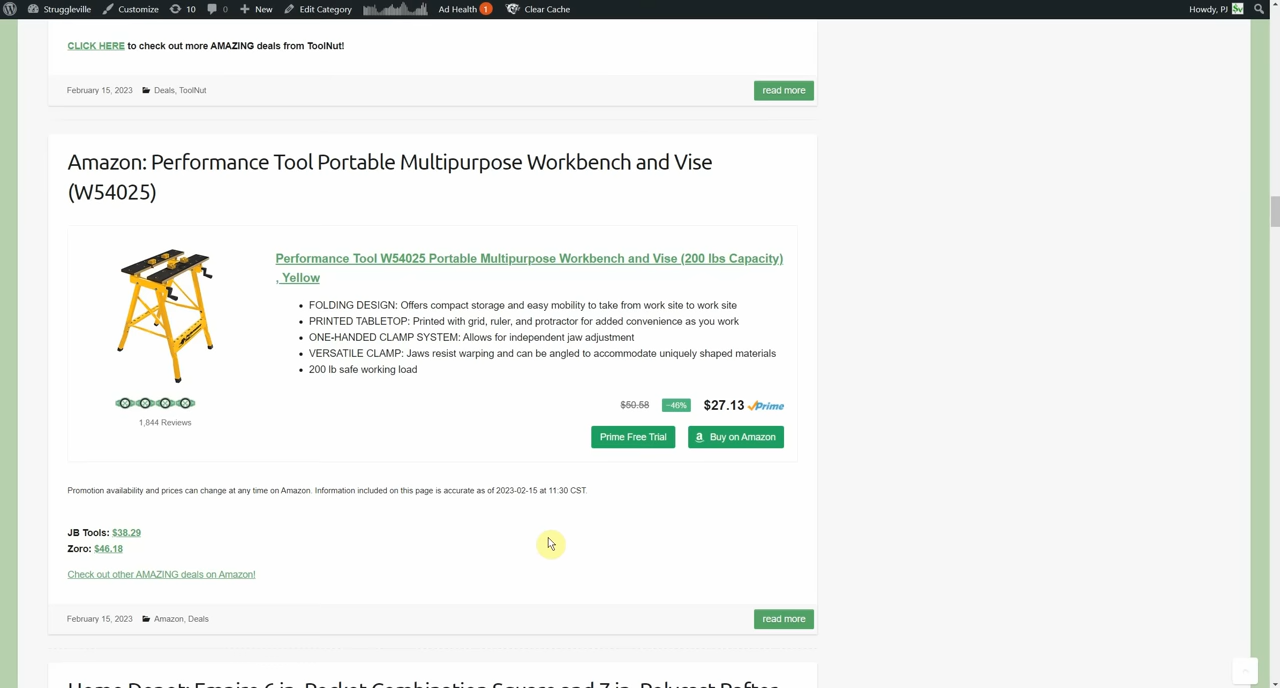 Struggleville Customize 10 0 New Edit Category Ad Health 1 Clear Cache Howdy, PJ
CLICK HERE to check out more AMAZING deals from ToolNut!
February 15, 2023 Deals, ToolNut read more
Amazon: Performance Tool Portable Multipurpose Workbench and Vise
(W54025)
Performance Tool W54025 Portable Multipurpose Workbench and Vise (200 lbs Capacity)
, Yellow
• FOLDING DESIGN: Offers compact storage and easy mobility to take from work site to work site
• PRINTED TABLETOP: Printed with grid, ruler, and protractor for added convenience as you work
• ONE-HANDED CLAMP SYSTEM: Allows for independent jaw adjustment
• VERSATILE CLAMP: Jaws resist warping and can be angled to accommodate uniquely shaped materials
• 200 lb safe working load
1,844 Reviews
$50.58 −46% $27.13 Prime
Prime Free Trial Buy on Amazon
Promotion availability and prices can change at any time on Amazon. Information included on this page is accurate as of 2023-02-15 at 11:30 CST.
JB Tools: $38.29
Zoro: $46.18
Check out other AMAZING deals on Amazon!
February 15, 2023 Amazon, Deals read more
Home Depot: Empire 6 in. Pocket Combination Square and 7 in. Polycast Rafter